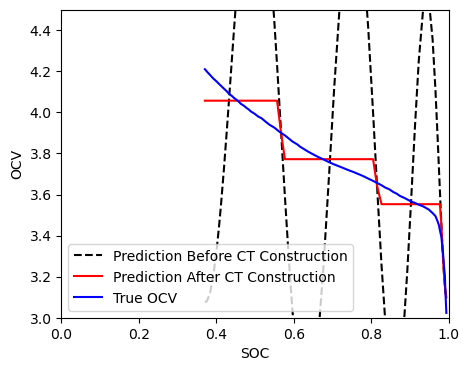 4.4
4.2
4.0
3.8
3.6
3.4
3.2
3.0
OCV
Prediction Before CT Construction
Prediction After CT Construction
True OCV
0.0 0.2 0.4 0.6 0.8 1.0
SOC